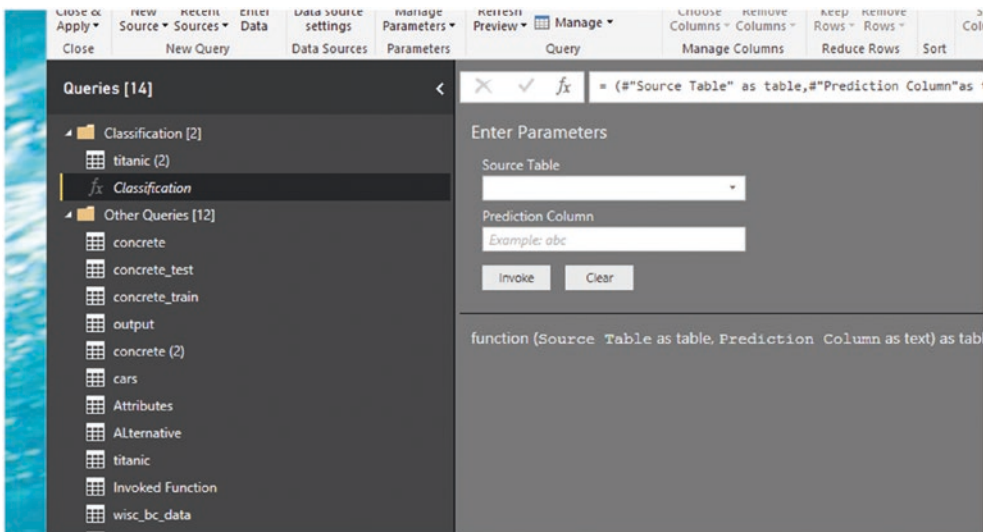 Close & New Recent Enter Data source Manage Refresh Choose Remove Keep Remove
Apply Source Sources Data settings Parameters Preview Manage Columns Columns Rows Rows
Close New Query Data Sources Parameters Query Manage Columns Reduce Rows Sort
Queries [14]
fx = (#"Source Table" as table,#"Prediction Column"as
Classification [2]
titanic (2)
fx Classification
Other Queries [12]
concrete
concrete_test
concrete_train
output
concrete (2)
cars
Attributes
ALternative
titanic
Invoked Function
wisc_bc_data
Enter Parameters
Source Table
Prediction Column
Example: abc
Invoke Clear
function (Source Table as table, Prediction Column as text) as tabl